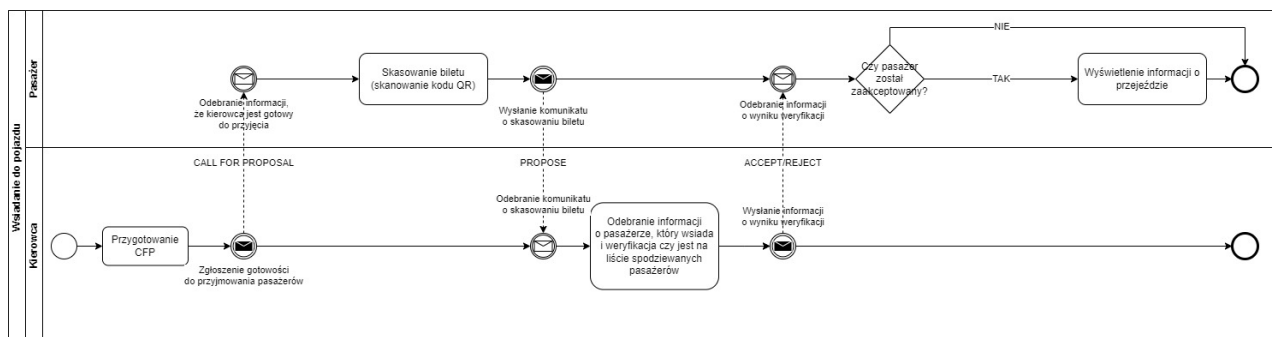 Wsiadanie do pojazdu
Pasażer
NIE
Skasowanie biletu
(skanowanie kodu QR)
Czy pasażer
został
zaakceptowany?
TAK
Wyświetlenie informacji o
przejeździe
Odebranie informacji,
że kierowca jest gotowy
do przyjęcia
Wysłanie komunikatu
o skasowaniu biletu
Odebranie informacji
o wyniku weryfikacji
CALL FOR PROPOSAL
PROPOSE
ACCEPT/REJECT
Kierowca
Odebranie komunikatu
o skasowaniu biletu
Wysłanie informacji
o wyniku weryfikacji
Przygotowanie
CFP
Odebranie informacji
o pasażerze, który wsiada
i weryfikacja czy jest na
liście spodziewanych
pasażerów
Zgłoszenie gotowości
do przyjmowania pasażerów